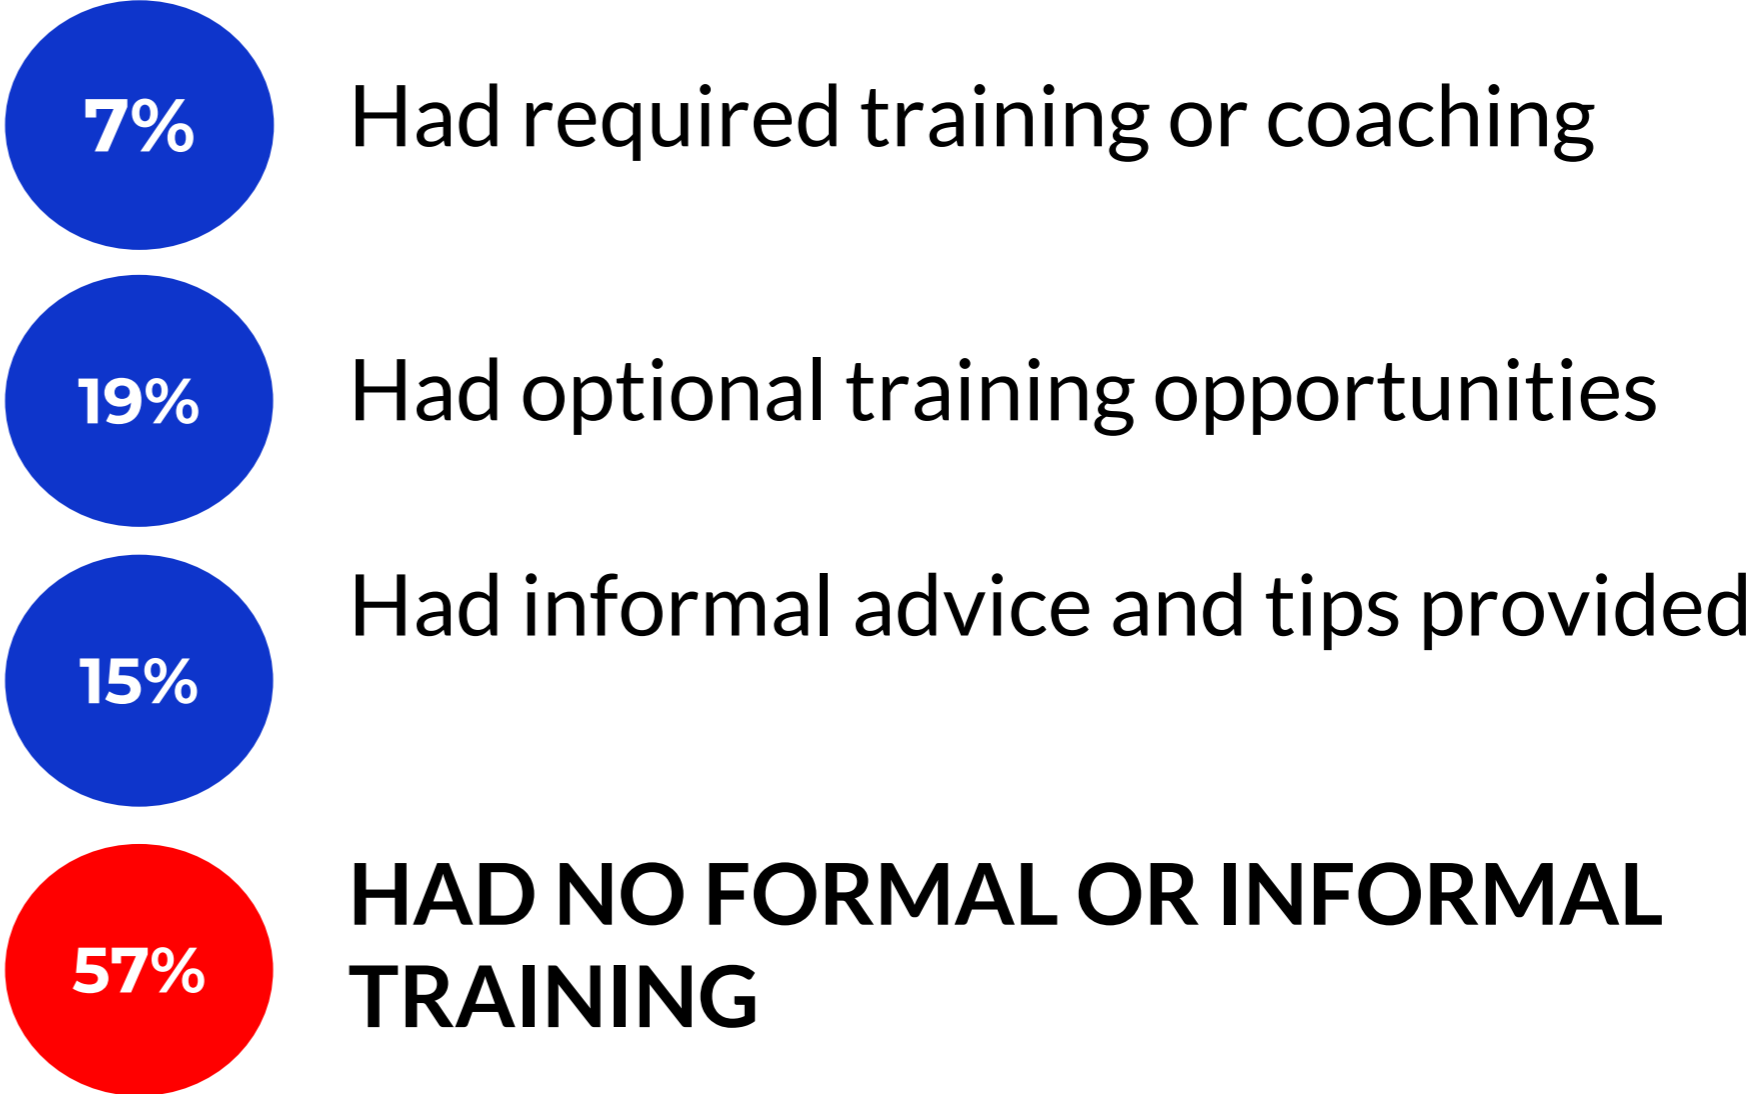 7%
Had required training or coaching
19%
Had optional training opportunities
15%
Had informal advice and tips provided
57%
HAD NO FORMAL OR INFORMAL
TRAINING